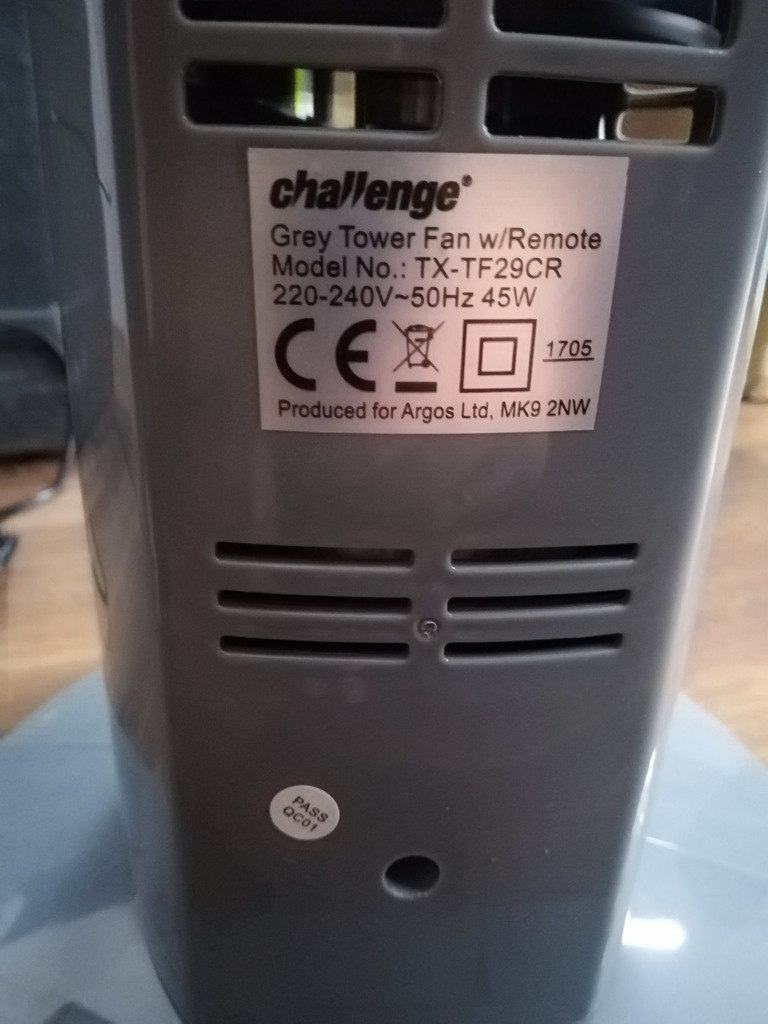 challenge®
Grey Tower Fan w/Remote
Model No.: TX-TF29CR
220-240V~50Hz 45W
CE 1705
Produced for Argos Ltd, MK9 2NW
PASS
QC01